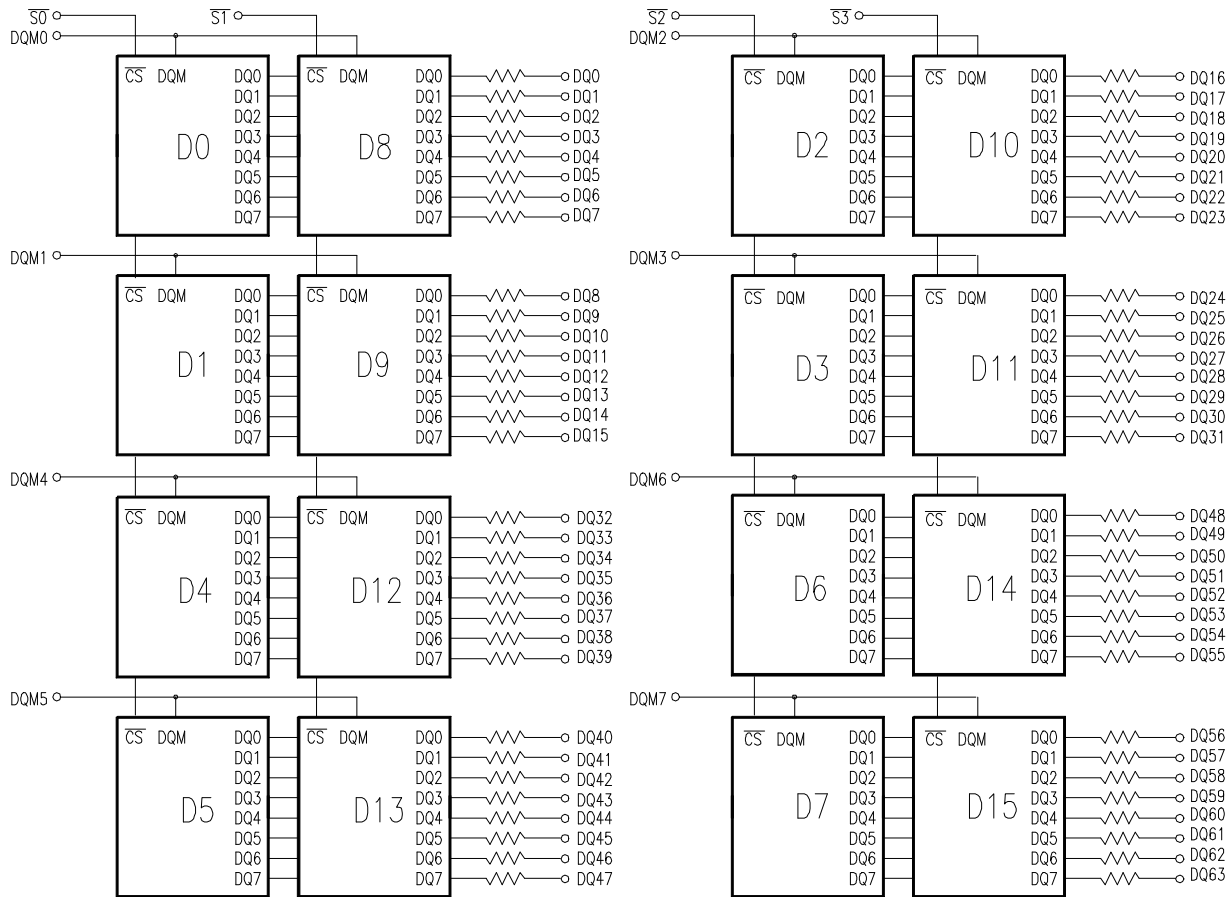 S0 S1 S2 S3
DQM0 DQM2
CS DQM DQ0 CS DQM DQ0 DQ0 CS DQM DQ0 CS DQM DQ0 DQ16
DQ1 DQ1 DQ1 DQ1 DQ1 DQ17
DQ2 DQ2 DQ2 DQ2 DQ2 DQ18
D0 DQ3 D8 DQ3 DQ3 D2 DQ3 D10 DQ3 DQ19
DQ4 DQ4 DQ4 DQ4 DQ4 DQ20
DQ5 DQ5 DQ5 DQ5 DQ5 DQ21
DQ6 DQ6 DQ6 DQ6 DQ6 DQ22
DQ7 DQ7 DQ7 DQ7 DQ7 DQ23
DQM1 DQM3
CS DQM DQ0 CS DQM DQ0 DQ8 CS DQM DQ0 CS DQM DQ0 DQ24
DQ1 DQ1 DQ9 DQ1 DQ1 DQ25
DQ2 DQ2 DQ10 DQ2 DQ2 DQ26
D1 DQ3 D9 DQ3 DQ11 D3 DQ3 D11 DQ3 DQ27
DQ4 DQ4 DQ12 DQ4 DQ4 DQ28
DQ5 DQ5 DQ13 DQ5 DQ5 DQ29
DQ6 DQ6 DQ14 DQ6 DQ6 DQ30
DQ7 DQ7 DQ15 DQ7 DQ7 DQ31
DQM4 DQM6
CS DQM DQ0 CS DQM DQ0 DQ32 CS DQM DQ0 CS DQM DQ0 DQ48
DQ1 DQ1 DQ33 DQ1 DQ1 DQ49
DQ2 DQ2 DQ34 DQ2 DQ2 DQ50
D4 DQ3 D12 DQ3 DQ35 D6 DQ3 D14 DQ3 DQ51
DQ4 DQ4 DQ36 DQ4 DQ4 DQ52
DQ5 DQ5 DQ37 DQ5 DQ5 DQ53
DQ6 DQ6 DQ38 DQ6 DQ6 DQ54
DQ7 DQ7 DQ39 DQ7 DQ7 DQ55
DQM5 DQM7
CS DQM DQ0 CS DQM DQ0 DQ40 CS DQM DQ0 CS DQM DQ0 DQ56
DQ1 DQ1 DQ41 DQ1 DQ1 DQ57
DQ2 DQ2 DQ42 DQ2 DQ2 DQ58
D5 DQ3 D13 DQ3 DQ43 D7 DQ3 D15 DQ3 DQ59
DQ4 DQ4 DQ44 DQ4 DQ4 DQ60
DQ5 DQ5 DQ45 DQ5 DQ5 DQ61
DQ6 DQ6 DQ46 DQ6 DQ6 DQ62
DQ7 DQ7 DQ47 DQ7 DQ7 DQ63